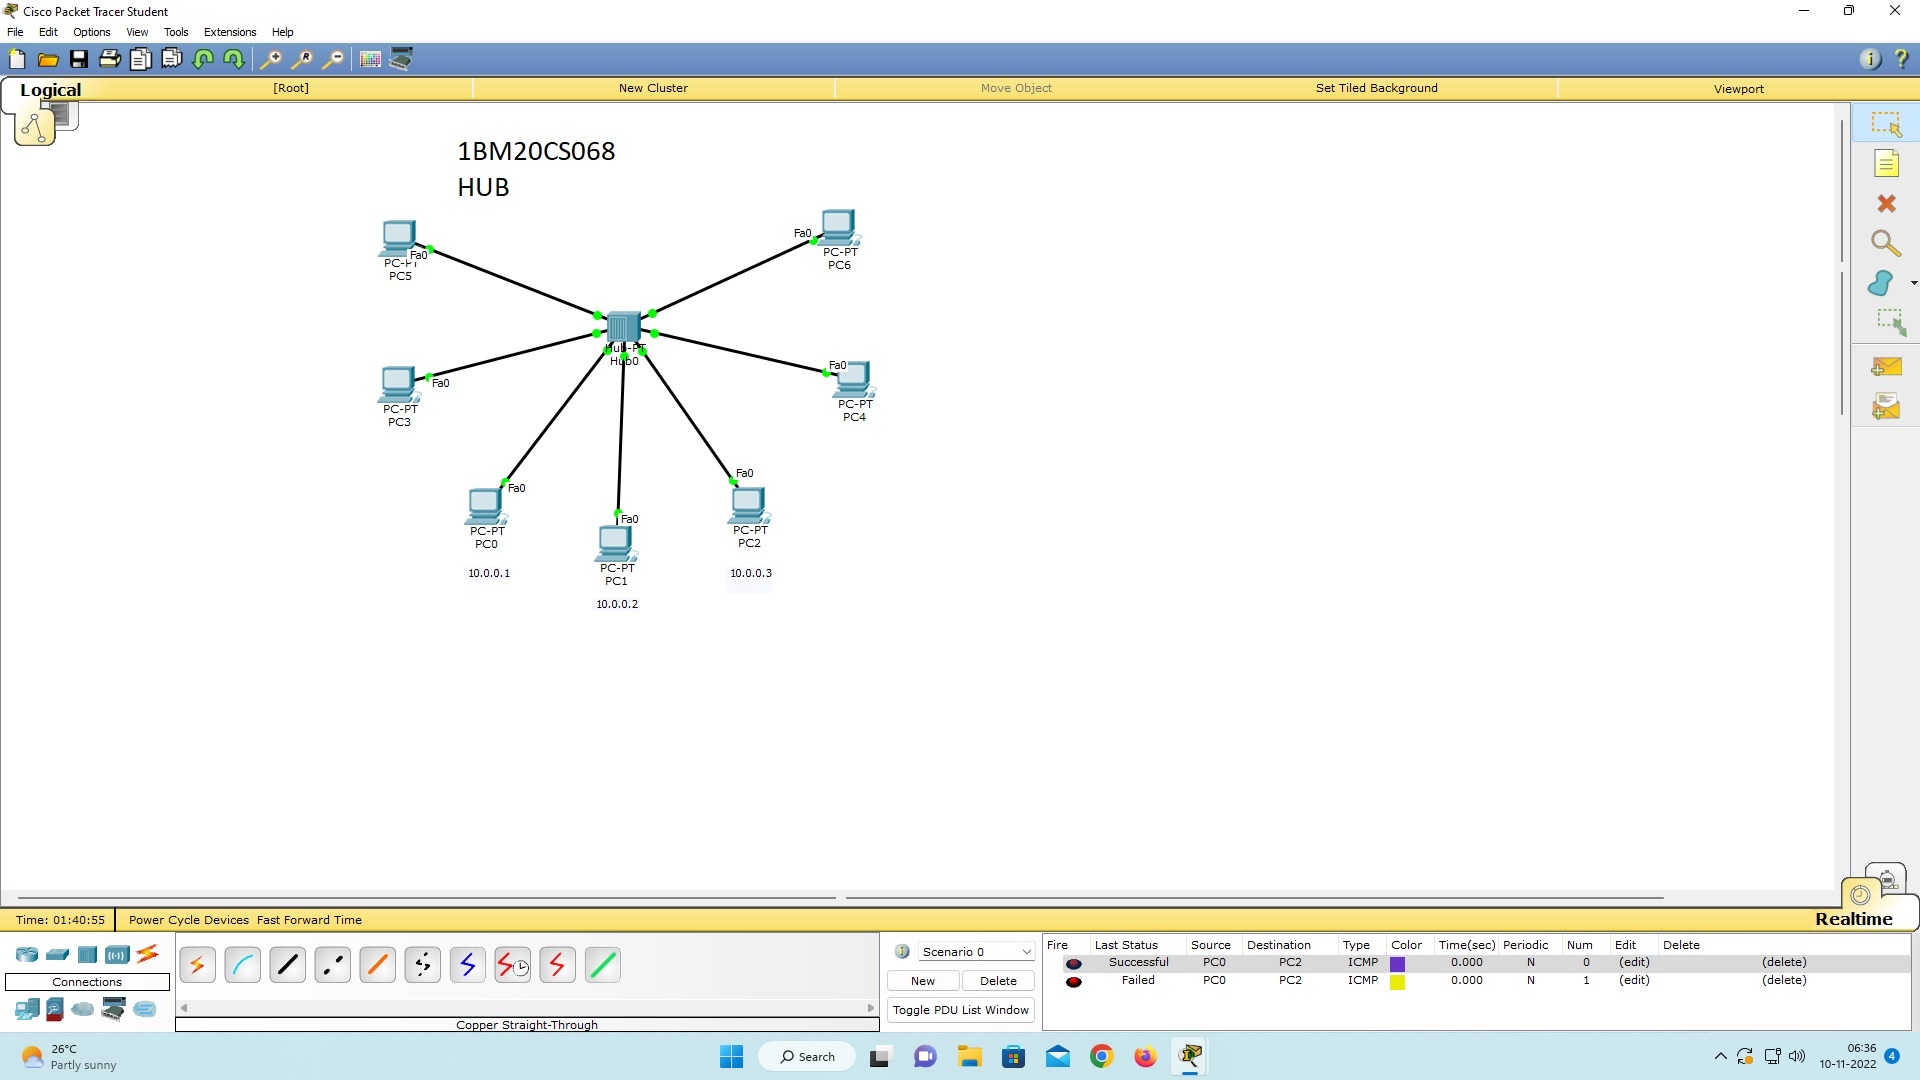 Cisco Packet Tracer Student
File Edit Options View Tools Extensions Help
Logical [Root] New Cluster Move Object Set Tiled Background Viewport
1BM20CS068
HUB
Fa0
PC-PT
PC5
Fa0
PC-PT
PC6
Hub-PT
Hub0
Fa0
PC-PT
PC3
Fa0
PC-PT
PC4
Fa0
PC-PT
PC0
10.0.0.1
Fa0
PC-PT
PC1
10.0.0.2
Fa0
PC-PT
PC2
10.0.0.3
Time: 01:40:55 Power Cycle Devices Fast Forward Time Realtime
Connections
Copper Straight-Through
Scenario 0
New Delete
Toggle PDU List Window
Fire Last Status Source Destination Type Color Time(sec) Periodic Num Edit Delete
Successful PC0 PC2 ICMP 0.000 N 0 (edit) (delete)
Failed PC0 PC2 ICMP 0.000 N 1 (edit) (delete)
26°C
Partly sunny
Search
06:36
10-11-2022
4